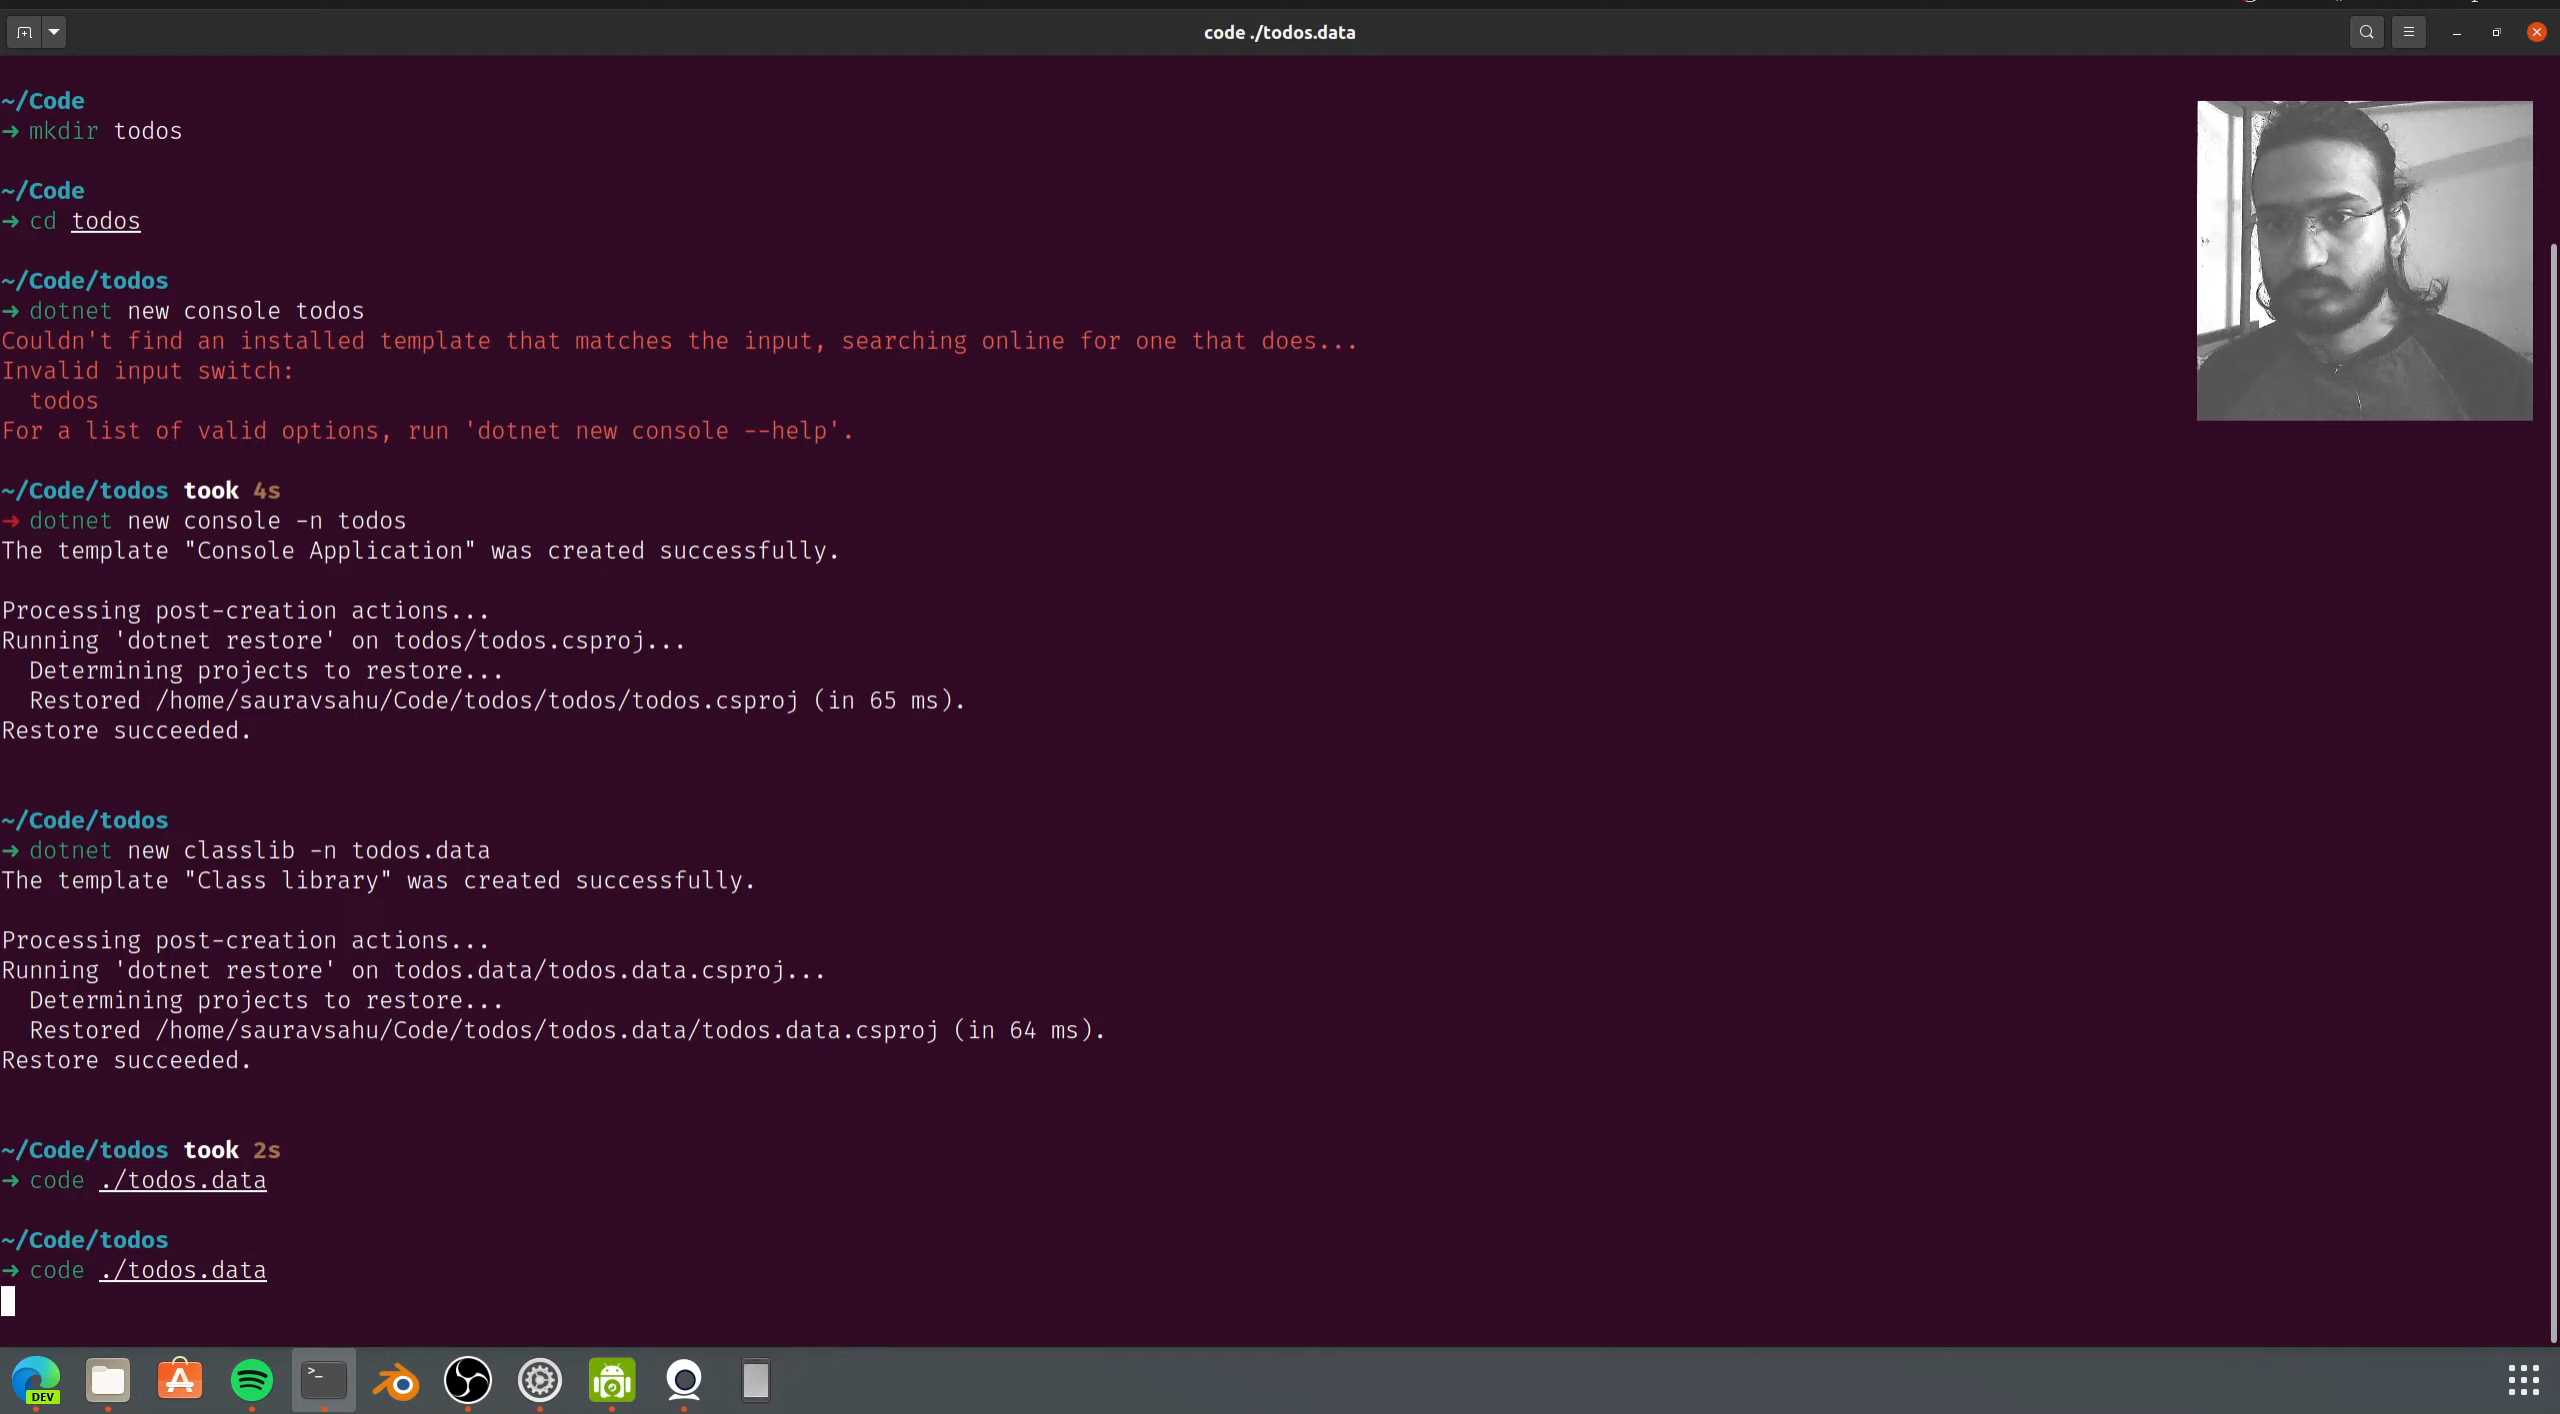 code ./todos.data
~/Code
➜ mkdir todos
~/Code
➜ cd todos
~/Code/todos
➜ dotnet new console todos
Couldn't find an installed template that matches the input, searching online for one that does...
Invalid input switch:
  todos
For a list of valid options, run 'dotnet new console --help'.
~/Code/todos took 4s
➜ dotnet new console -n todos
The template "Console Application" was created successfully.
Processing post-creation actions...
Running 'dotnet restore' on todos/todos.csproj...
  Determining projects to restore...
  Restored /home/sauravsahu/Code/todos/todos/todos.csproj (in 65 ms).
Restore succeeded.
~/Code/todos
➜ dotnet new classlib -n todos.data
The template "Class library" was created successfully.
Processing post-creation actions...
Running 'dotnet restore' on todos.data/todos.data.csproj...
  Determining projects to restore...
  Restored /home/sauravsahu/Code/todos/todos.data/todos.data.csproj (in 64 ms).
Restore succeeded.
~/Code/todos took 2s
➜ code ./todos.data
~/Code/todos
➜ code ./todos.data
DEV